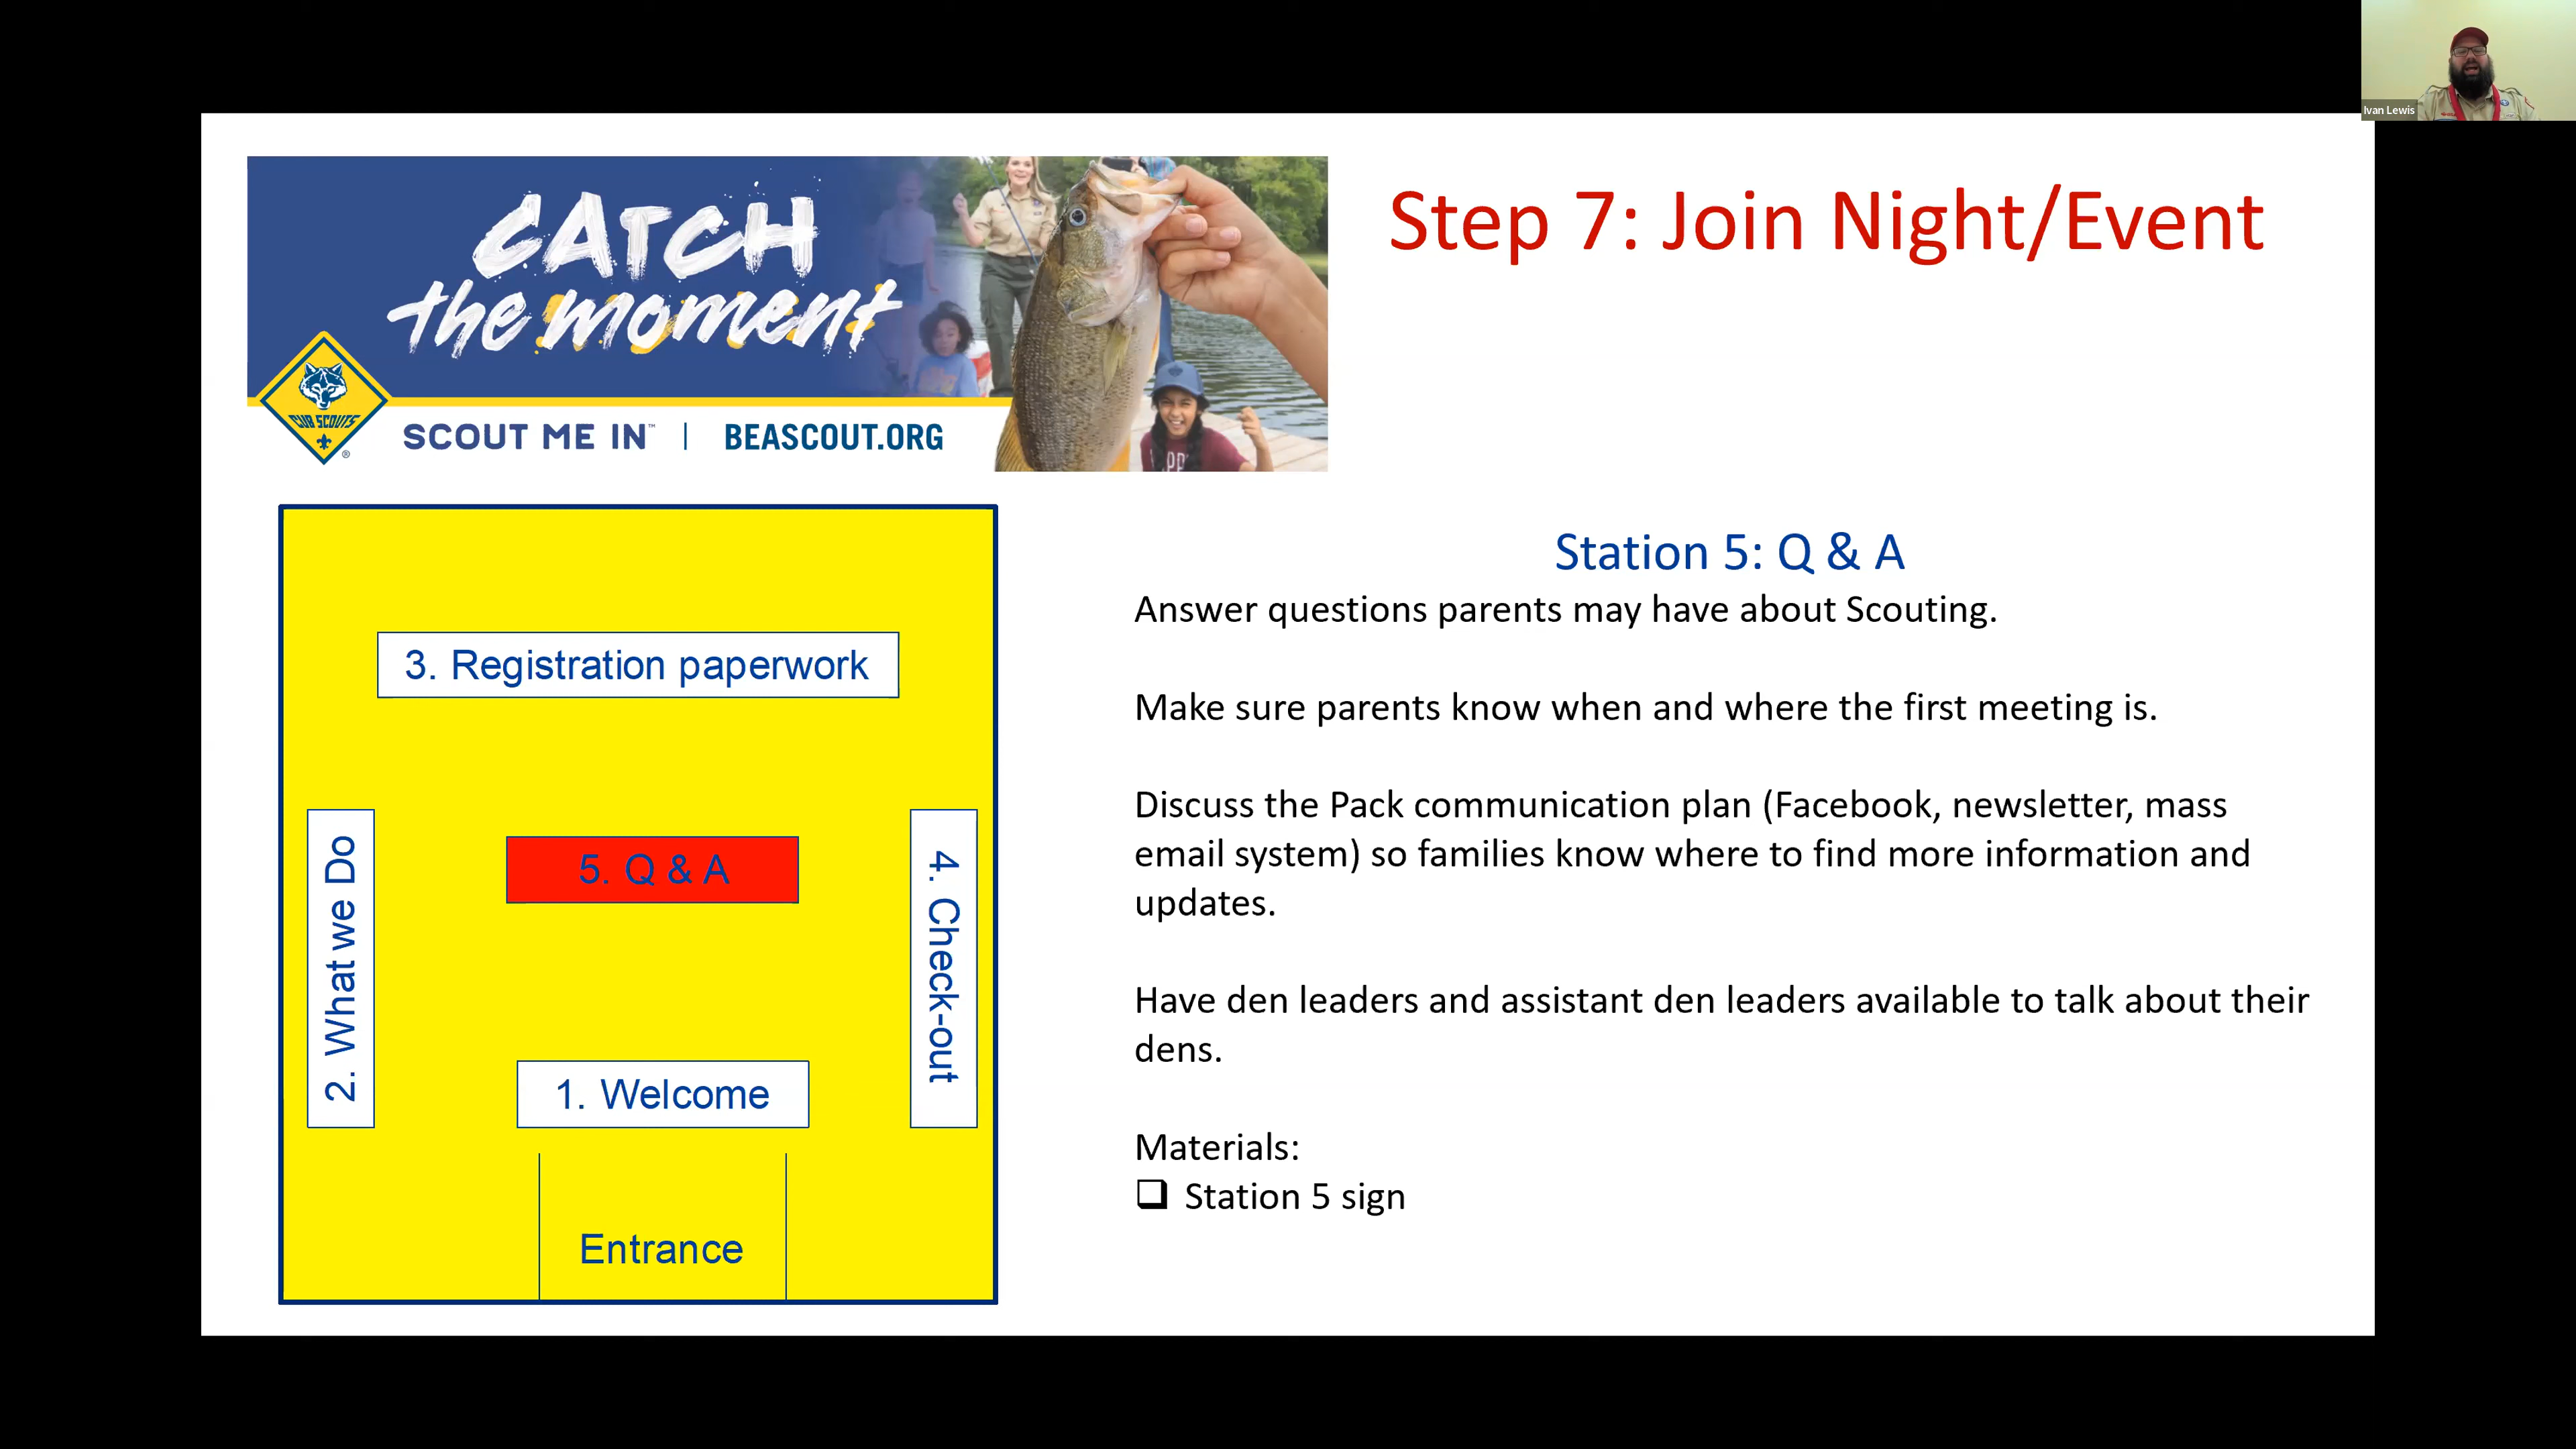 Ivan Lewis
CATCH
the moment
CUB SCOUTS
®
SCOUT ME IN™ | BEASCOUT.ORG
Step 7: Join Night/Event
3. Registration paperwork
2. What we Do
5. Q & A
4. Check-out
1. Welcome
Entrance
Station 5: Q & A
Answer questions parents may have about Scouting.
Make sure parents know when and where the first meeting is.
Discuss the Pack communication plan (Facebook, newsletter, mass
email system) so families know where to find more information and
updates.
Have den leaders and assistant den leaders available to talk about their
dens.
Materials:
❑ Station 5 sign